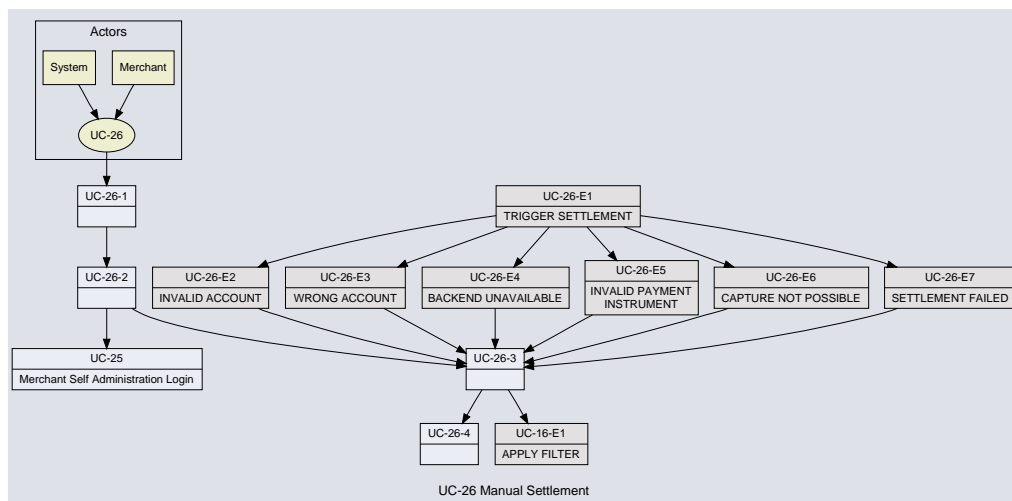 Actors
System
Merchant
UC-26
UC-26-1
UC-26-E1
TRIGGER SETTLEMENT
UC-26-2
UC-26-E2
INVALID ACCOUNT
UC-26-E3
WRONG ACCOUNT
UC-26-E4
BACKEND UNAVAILABLE
UC-26-E5
INVALID PAYMENT
INSTRUMENT
UC-26-E6
CAPTURE NOT POSSIBLE
UC-26-E7
SETTLEMENT FAILED
UC-25
Merchant Self Administration Login
UC-26-3
UC-26-4
UC-16-E1
APPLY FILTER
UC-26 Manual Settlement